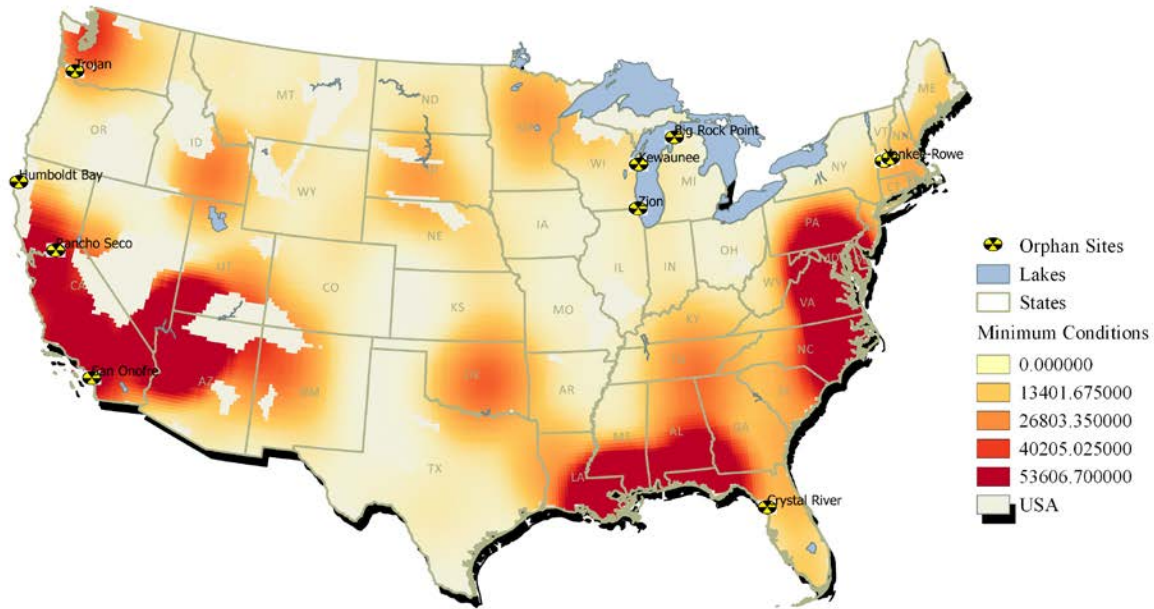 Trojan
MT
ND
ME
OR
ID
Big Rock Point
VT
Kewaunee
Yankee-Rowe
WI
NY
Humboldt Bay
WY
MI
CT
Zion
IA
NE
PA
Rancho Seco
OH
Orphan Sites
UT
IL
IN
MD
CA
CO
WV
Lakes
VA
KS
MO
States
KY
Minimum Conditions
NC
0.000000
San Onofre
OK
AZ
NM
AR
13401.675000
26803.350000
GA
MS
AL
40205.025000
TX
LA
53606.700000
Crystal River
USA